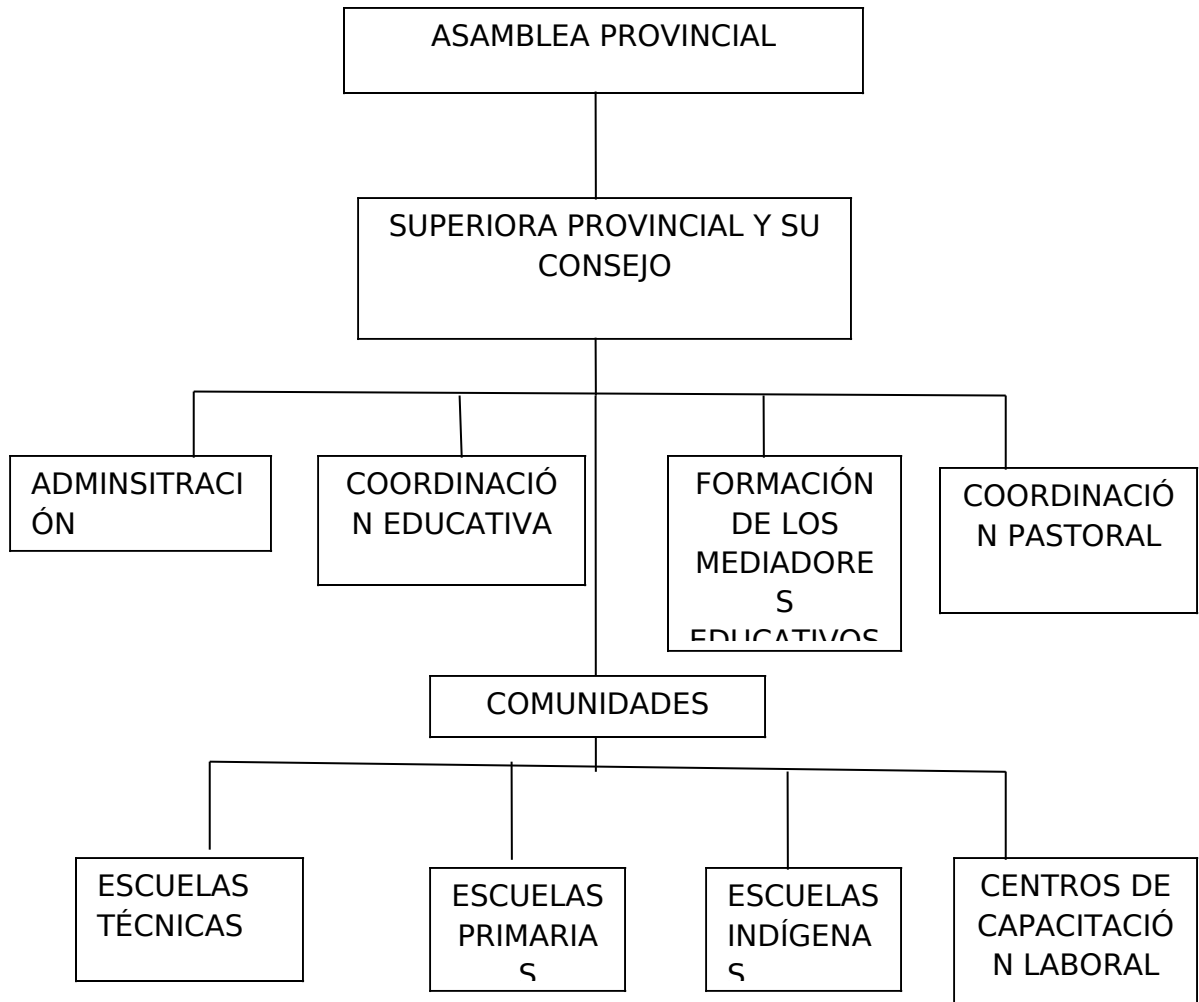 ASAMBLEA PROVINCIAL
SUPERIORA PROVINCIAL Y SU
CONSEJO
ADMINSITRACI
ÓN
COORDINACIÓ
N EDUCATIVA
FORMACIÓN
DE LOS
MEDIADORE
S
EDUCATIVOS
COORDINACIÓ
N PASTORAL
COMUNIDADES
ESCUELAS
TÉCNICAS
ESCUELAS
PRIMARIA
S
ESCUELAS
INDÍGENA
S
CENTROS DE
CAPACITACIÓ
N LABORAL